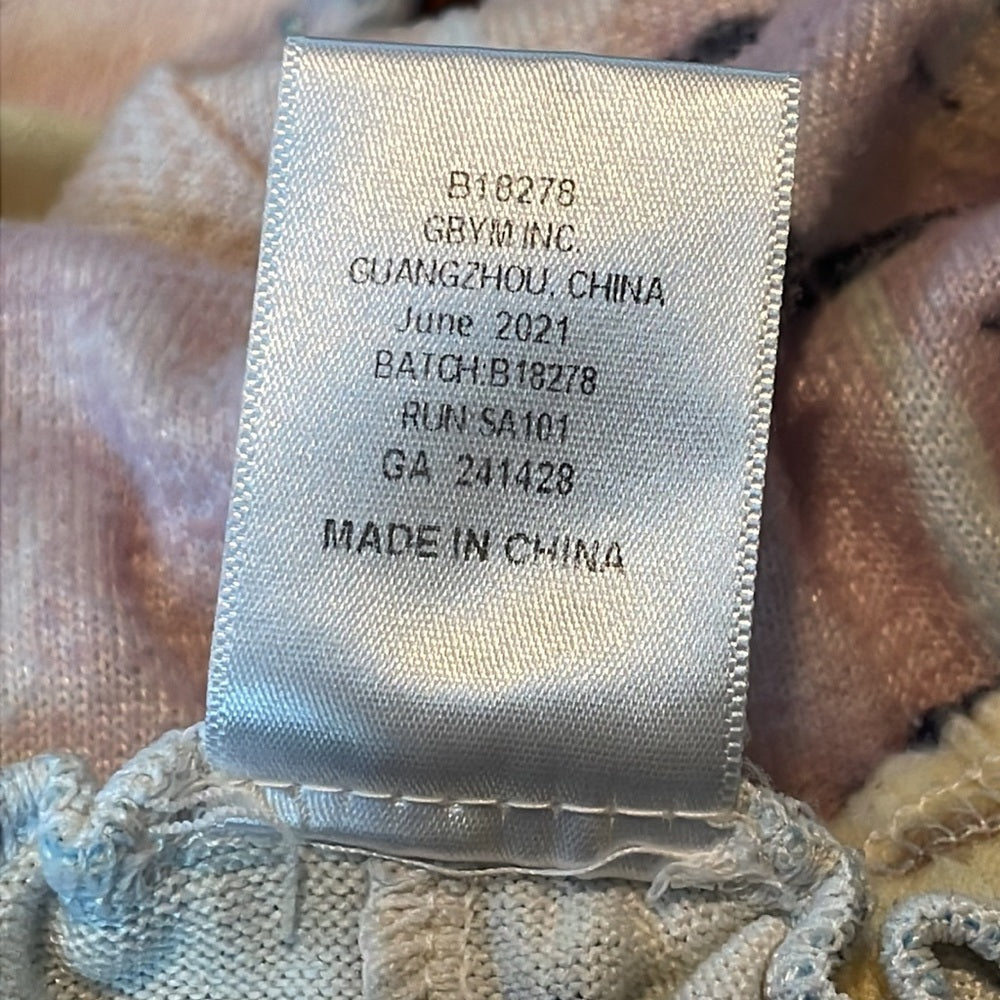 B18278
GBYM INC.
GUANGZHOU, CHINA
June 2021
BATCH:B18278
RUN:SA101
GA 241428
MADE IN CHINA